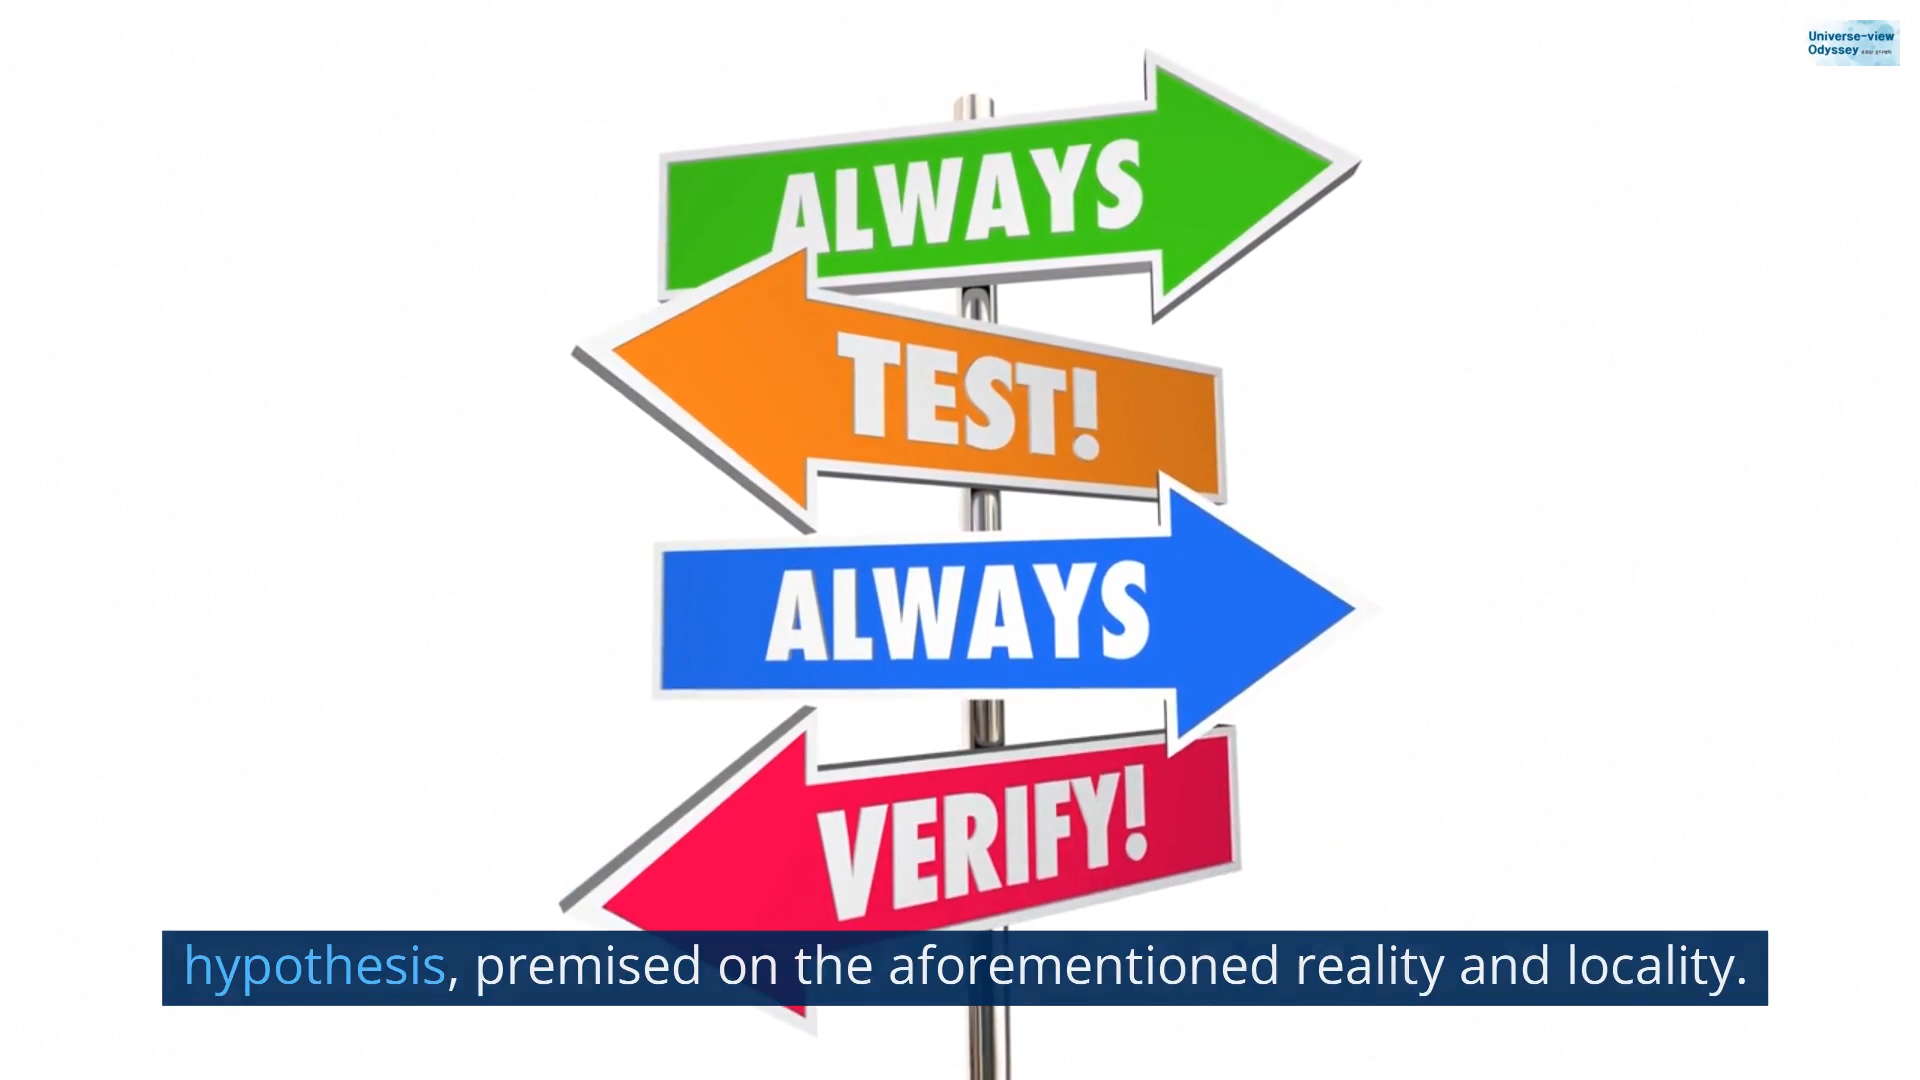 Universe-view
Odyssey
ALWAYS
TEST!
ALWAYS
VERIFY!
hypothesis, premised on the aforementioned reality and locality.